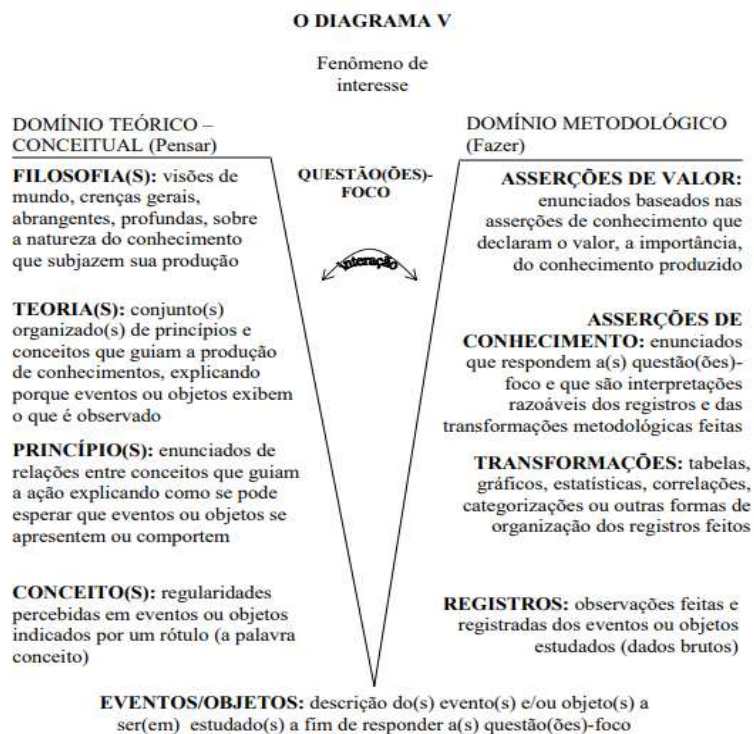 O DIAGRAMA V
Fenômeno de
interesse
DOMÍNIO TEÓRICO –
CONCEITUAL (Pensar)
FILOSOFIA(S): visões de
mundo, crenças gerais,
abrangentes, profundas, sobre
a natureza do conhecimento
que subjazem sua produção
TEORIA(S): conjunto(s)
organizado(s) de princípios e
conceitos que guiam a produção
de conhecimentos, explicando
porque eventos ou objetos exibem
o que é observado
PRINCÍPIO(S): enunciados de
relações entre conceitos que guiam
a ação explicando como se pode
esperar que eventos ou objetos se
apresentem ou comportem
CONCEITO(S): regularidades
percebidas em eventos ou objetos
indicados por um rótulo (a palavra
conceito)
QUESTÃO(ÕES)-
FOCO
interação
DOMÍNIO METODOLÓGICO
(Fazer)
ASSERÇÕES DE VALOR:
enunciados baseados nas
asserções de conhecimento que
declaram o valor, a importância,
do conhecimento produzido
ASSERÇÕES DE
CONHECIMENTO: enunciados
que respondem a(s) questão(ões)-
foco e que são interpretações
razoáveis dos registros e das
transformações metodológicas feitas
TRANSFORMAÇÕES: tabelas,
gráficos, estatísticas, correlações,
categorizações ou outras formas de
organização dos registros feitos
REGISTROS: observações feitas e
registradas dos eventos ou objetos
estudados (dados brutos)
EVENTOS/OBJETOS: descrição do(s) evento(s) e/ou objeto(s) a
ser(em) estudado(s) a fim de responder a(s) questão(ões)-foco